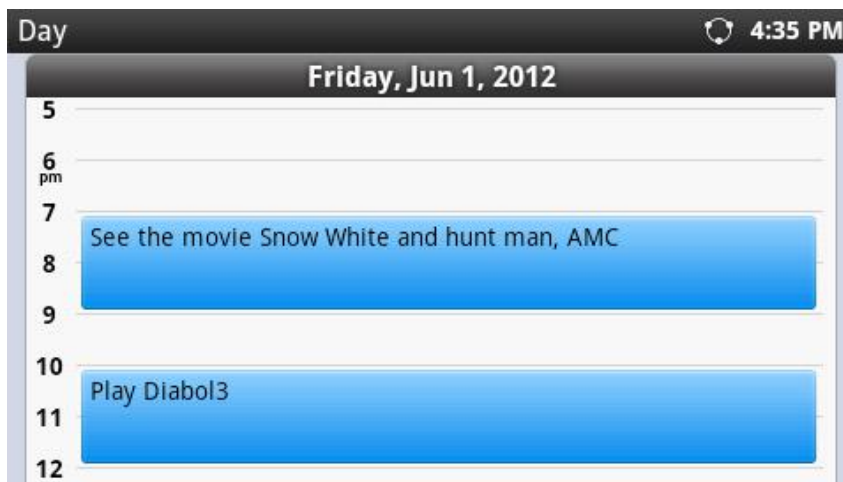 Day 4:35 PM
Friday, Jun 1, 2012
5
6
pm
7
See the movie Snow White and hunt man, AMC
8
9
10
Play Diabol3
11
12